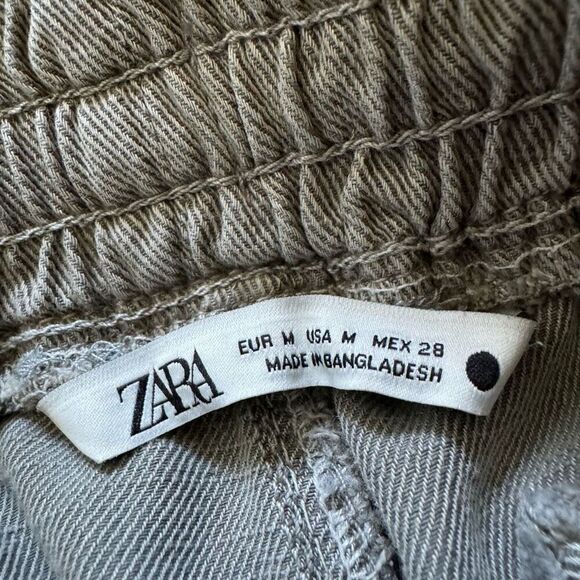 ZARA
EUR M USA M MEX 28
MADE IN BANGLADESH